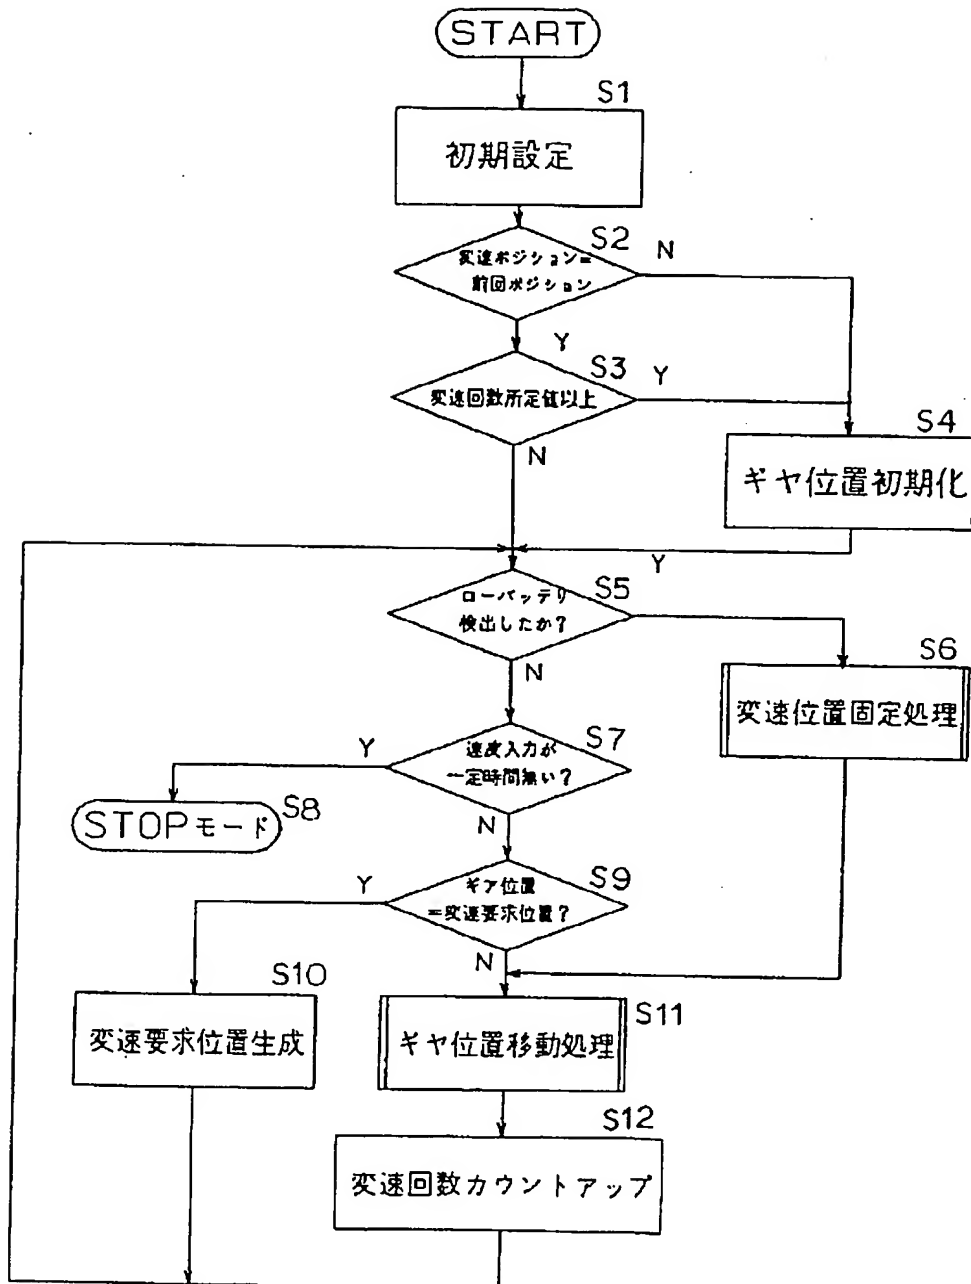 START
S1
初期設定
S2
変速ポジション=
前回ポジション
N
Y
S3
変速回数所定値以上
Y
N
S4
ギヤ位置初期化
Y
S5
ローバッテリ
検出したか?
N
S6
変速位置固定処理
S7
速度入力が
一定時間無い?
Y
N
STOPモード
S8
S9
ギア位置
=変速要求位置?
Y
N
S10
変速要求位置生成
S11
ギヤ位置移動処理
S12
変速回数カウントアップ